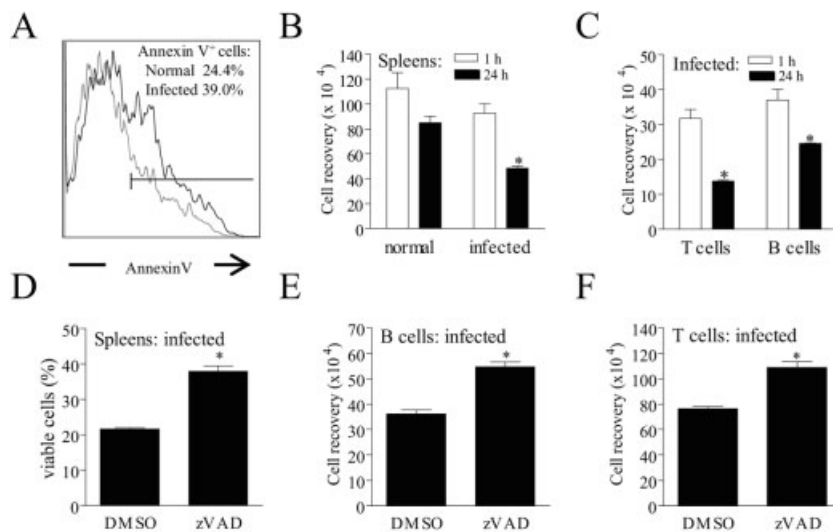 A
Annexin V⁺ cells:
Normal 24.4%
Infected 39.0%
AnnexinV
B
Spleens:
1 h
24 h
Cell recovery (x 10⁴)
120
100
80
60
40
20
0
*
normal infected
C
Infected:
1 h
24 h
Cell recovery (x 10⁴)
40
30
20
10
0
*
*
T cells B cells
D
Spleens: infected
viable cells (%)
50
40
30
20
10
0
*
DMSO zVAD
E
B cells: infected
Cell recovery (x10⁴)
70
60
50
40
30
20
10
0
*
DMSO zVAD
F
T cells: infected
Cell recovery (x10⁴)
140
120
100
80
60
40
20
0
*
DMSO zVAD